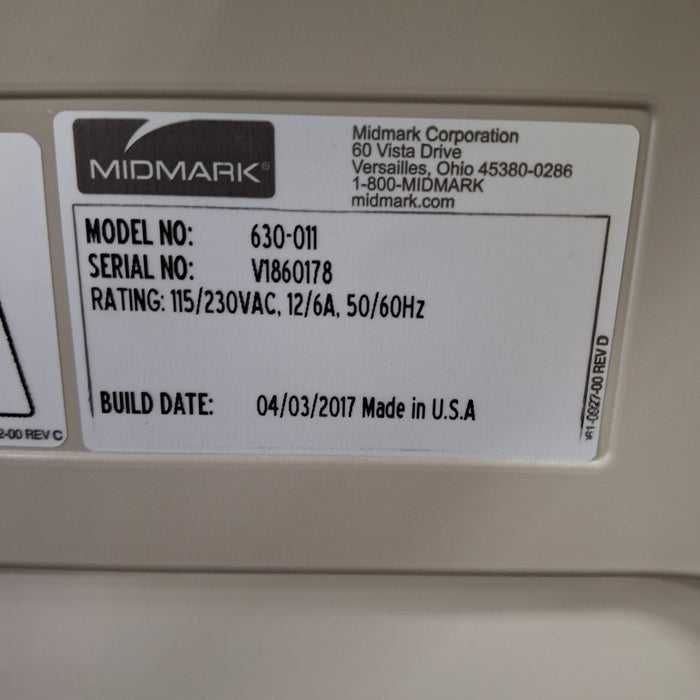 MIDMARK®
Midmark Corporation
60 Vista Drive
Versailles, Ohio 45380-0286
1-800-MIDMARK
midmark.com
MODEL NO: 630-011
SERIAL NO: V1860178
RATING: 115/230VAC, 12/6A, 50/60Hz
BUILD DATE: 04/03/2017 Made in U.S.A
61-0927-00 REV D
2-00 REV C